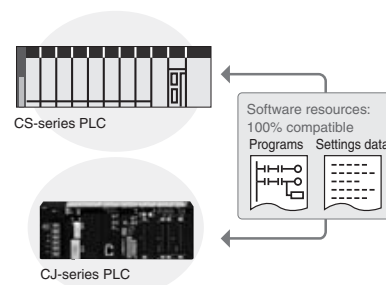 CS-series PLC
Software resources:
100% compatible
Programs Settings data
CJ-series PLC